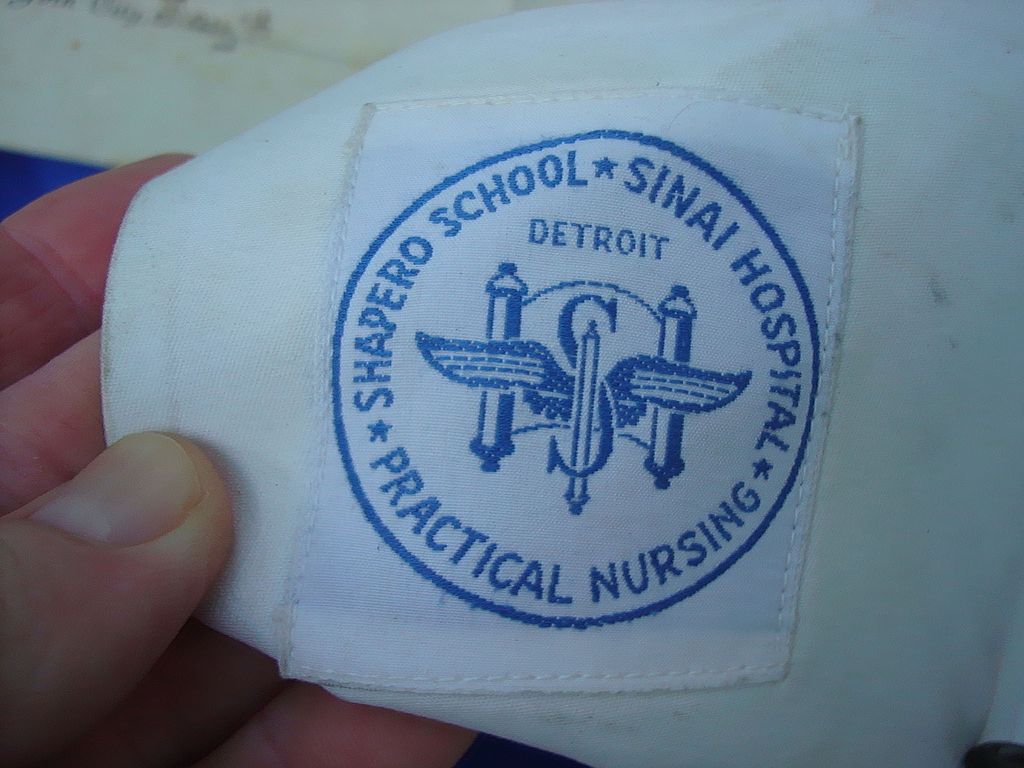 SHAPERO SCHOOL ★ SINAI HOSPITAL ★
PRACTICAL NURSING ★
DETROIT
S